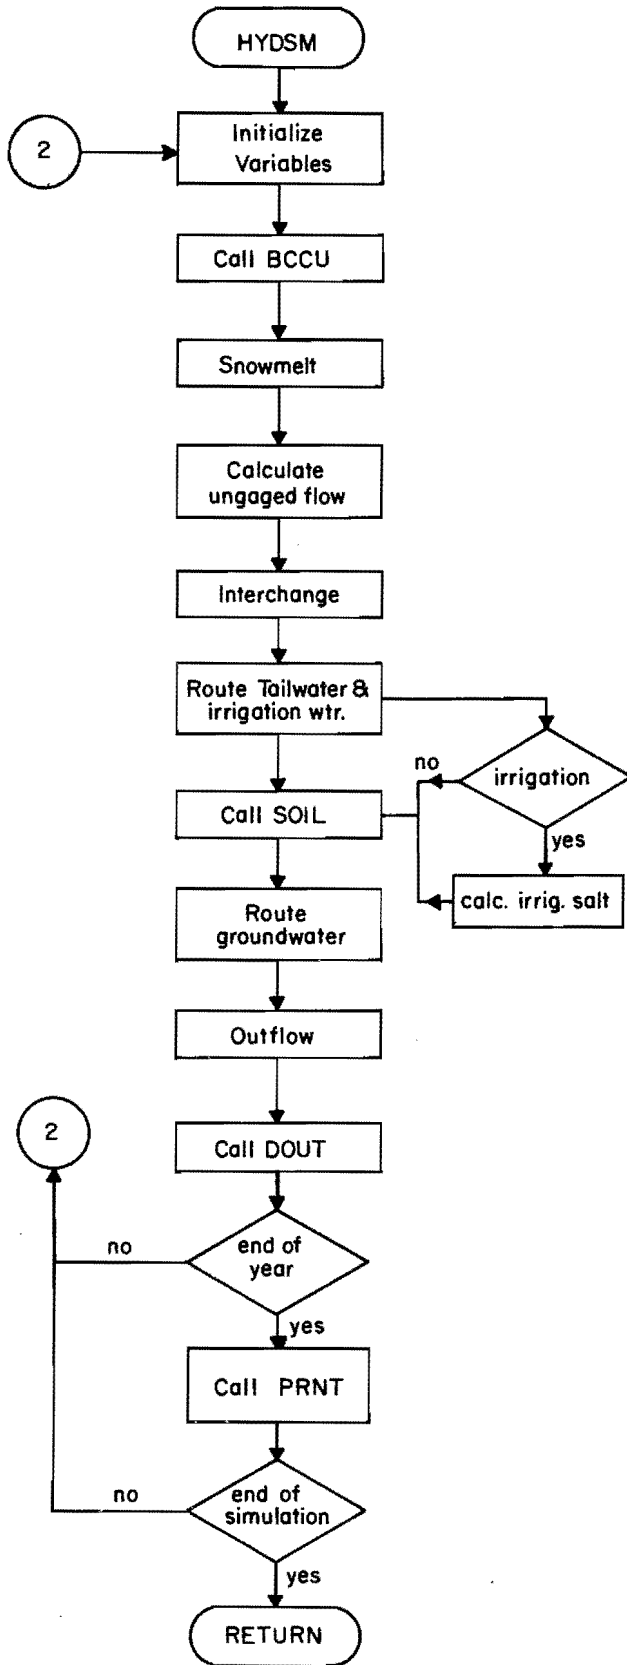 HYDSM
2
Initialize
Variables
Call BCCU
Snowmelt
Calculate
ungaged flow
Interchange
Route Tailwater &
irrigation wtr.
irrigation
no
yes
Call SOIL
calc. irrig. salt
Route
groundwater
Outflow
2
Call DOUT
end of
year
no
yes
Call PRNT
end of
simulation
no
yes
RETURN